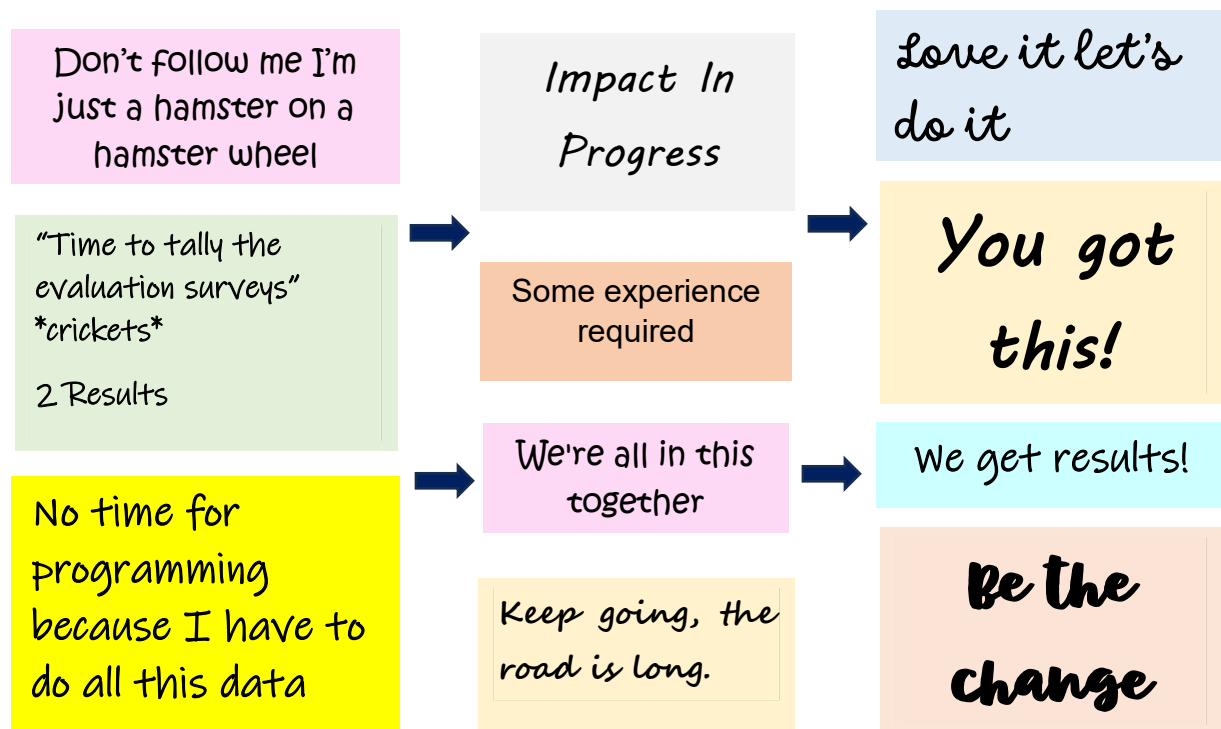 Don’t follow me I’m
just a hamster on a
hamster wheel
“Time to tally the
evaluation surveys”
*crickets*
2 Results
No time for
programming
because I have to
do all this data
Impact In
Progress
Some experience
required
We're all in this
together
Keep going, the
road is long.
Love it let’s
do it
You got
this!
We get results!
Be the
change